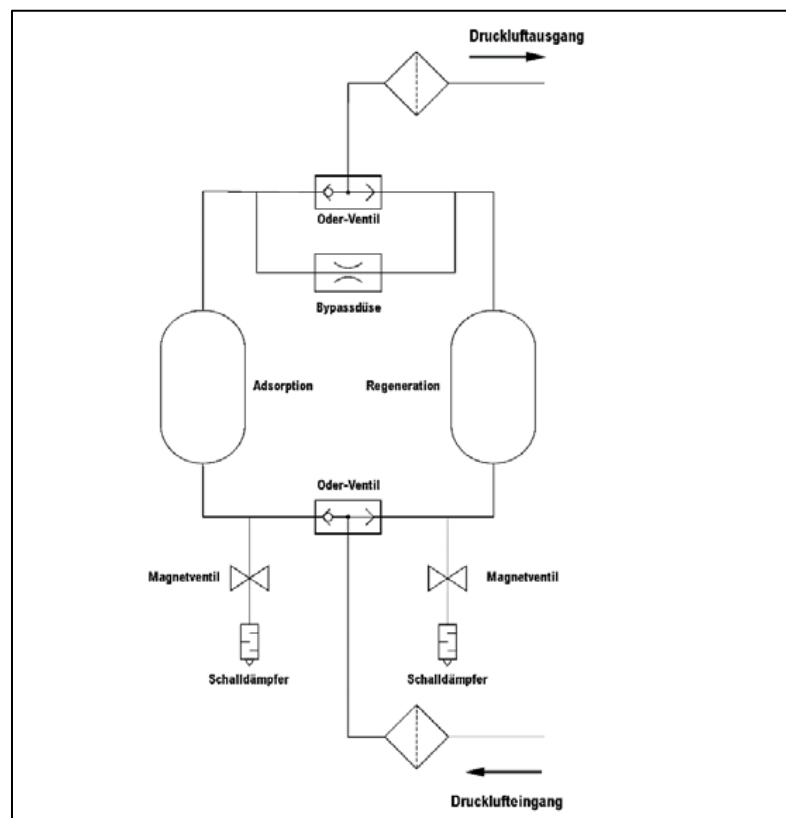 Druckluftausgang
Oder-Ventil
Bypassdüse
Adsorption
Regeneration
Oder-Ventil
Magnetventil
Magnetventil
Schalldämpfer
Schalldämpfer
Drucklufteingang